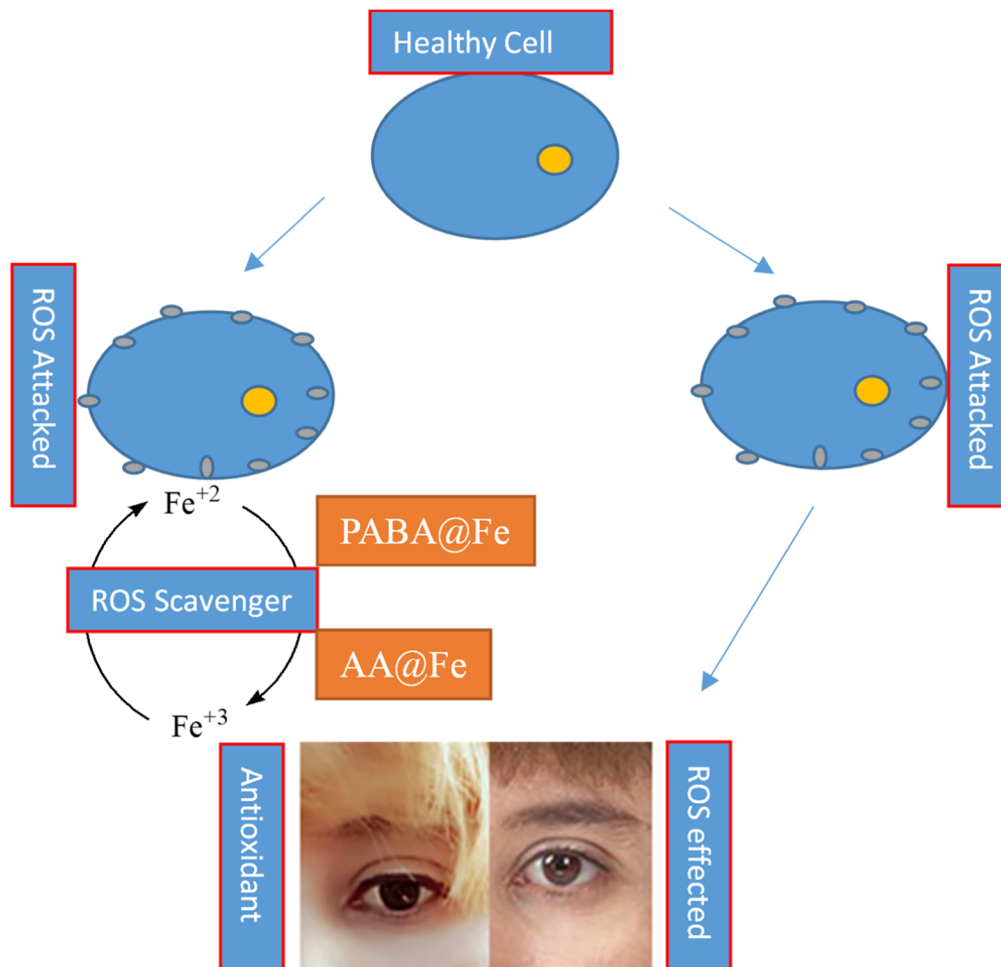 Healthy Cell
ROS Attacked
ROS Attacked
Fe+2
PABA@Fe
ROS Scavenger
AA@Fe
Fe+3
Antioxidant
ROS effected